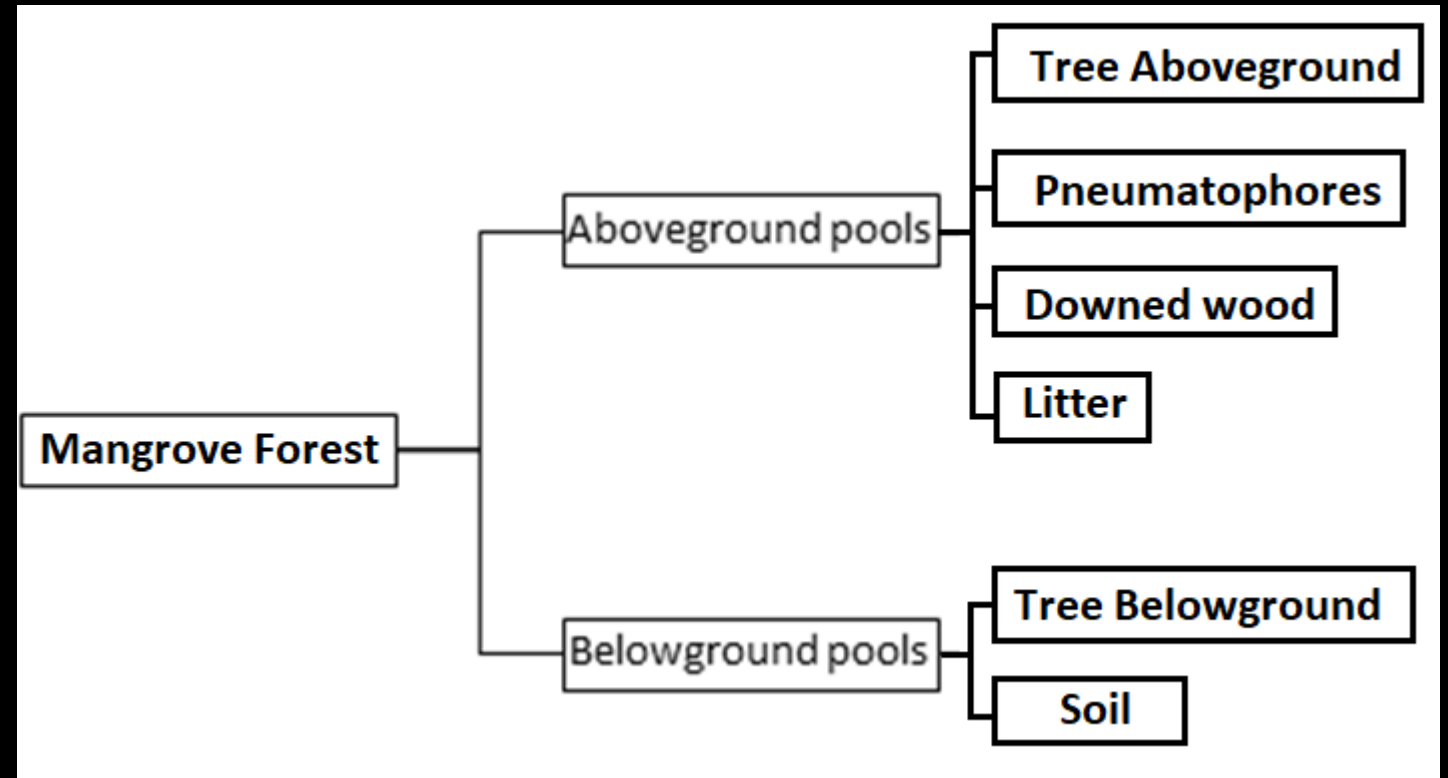 Tree Aboveground
Pneumatophores
Aboveground pools
Downed wood
Litter
Mangrove Forest
Tree Belowground
Belowground pools
Soil